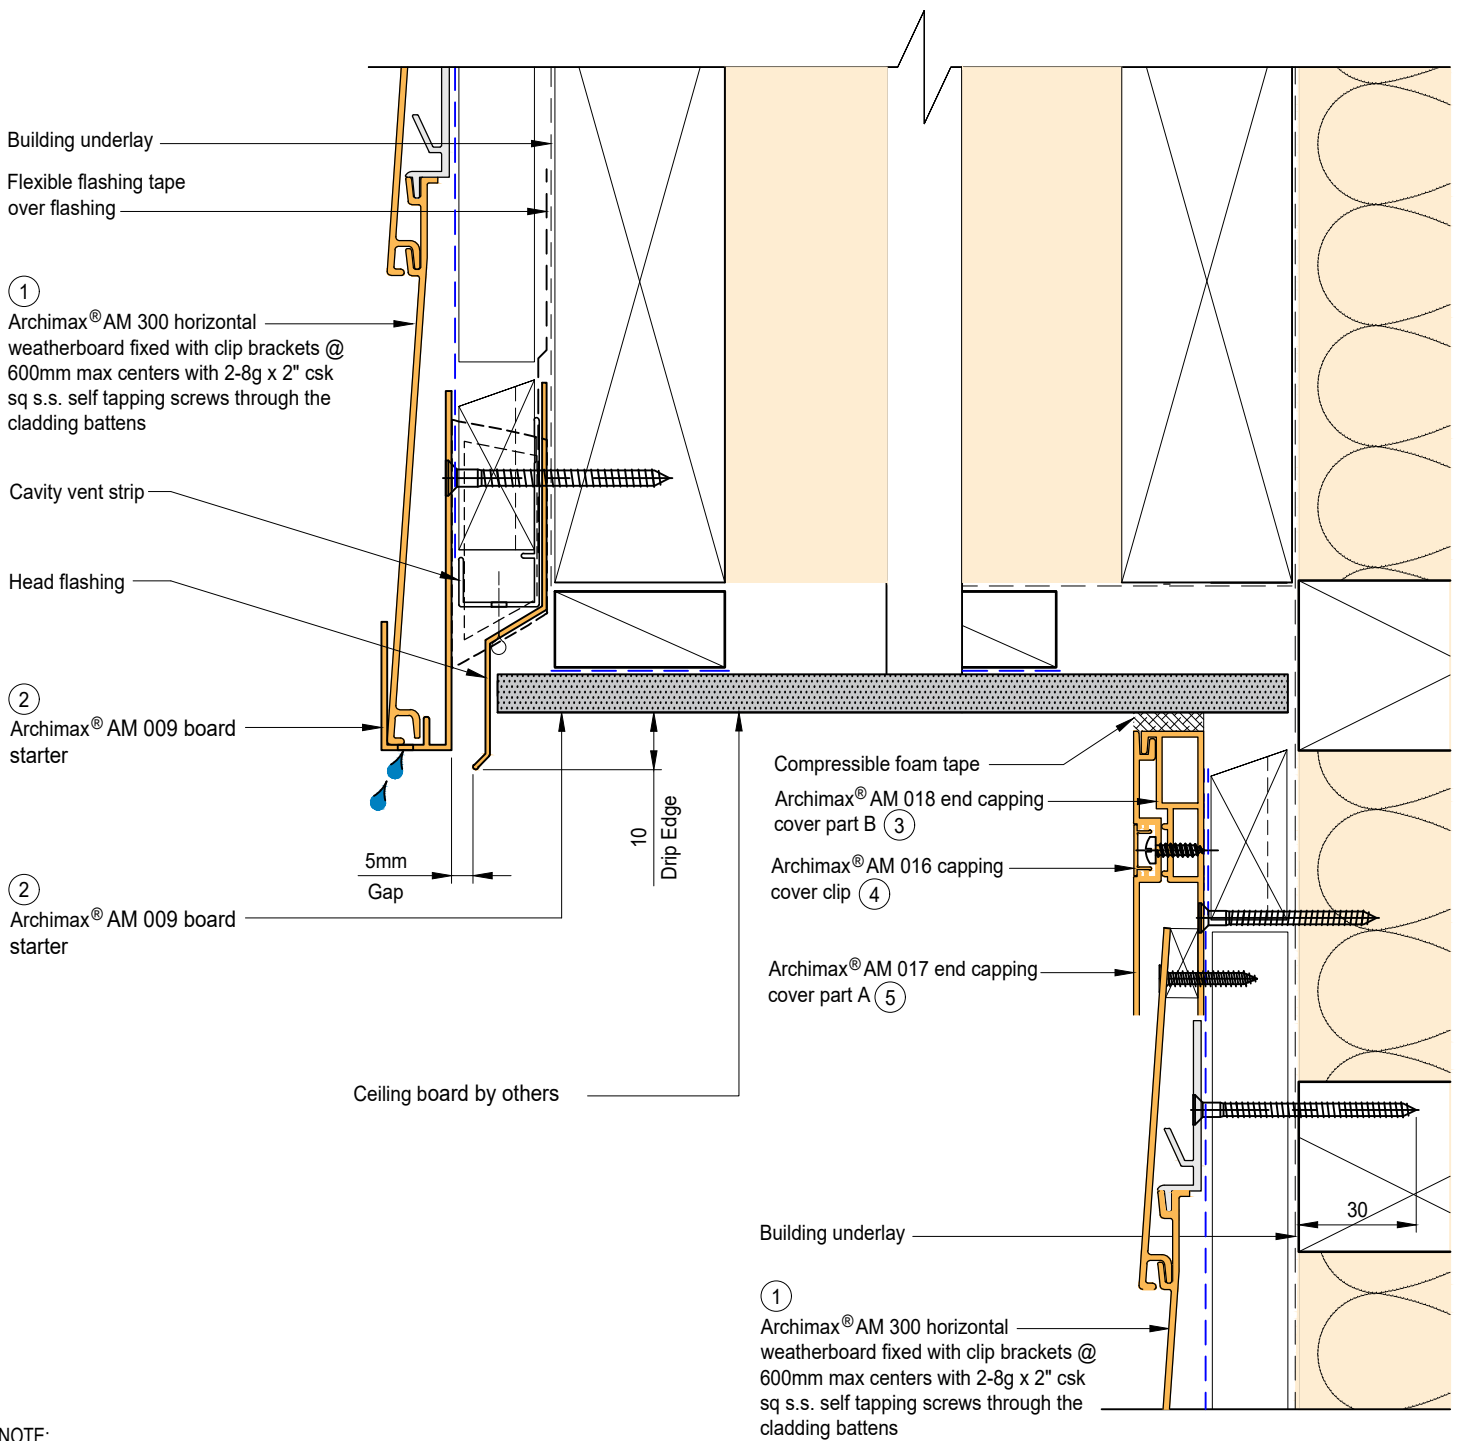 Building underlay
Flexible flashing tape
over flashing
1
Archimax® AM 300 horizontal
weatherboard fixed with clip brackets @
600mm max centers with 2-8g x 2" csk
sq s.s. self tapping screws through the
cladding battens
Cavity vent strip
Head flashing
2
Archimax® AM 009 board
starter
5mm
Gap
10
Drip Edge
2
Archimax® AM 009 board
starter
Ceiling board by others
Compressible foam tape
Archimax® AM 018 end capping
cover part B 3
Archimax® AM 016 capping
cover clip 4
Archimax® AM 017 end capping
cover part A 5
30
Building underlay
1
Archimax® AM 300 horizontal
weatherboard fixed with clip brackets @
600mm max centers with 2-8g x 2" csk
sq s.s. self tapping screws through the
cladding battens
NOTE: